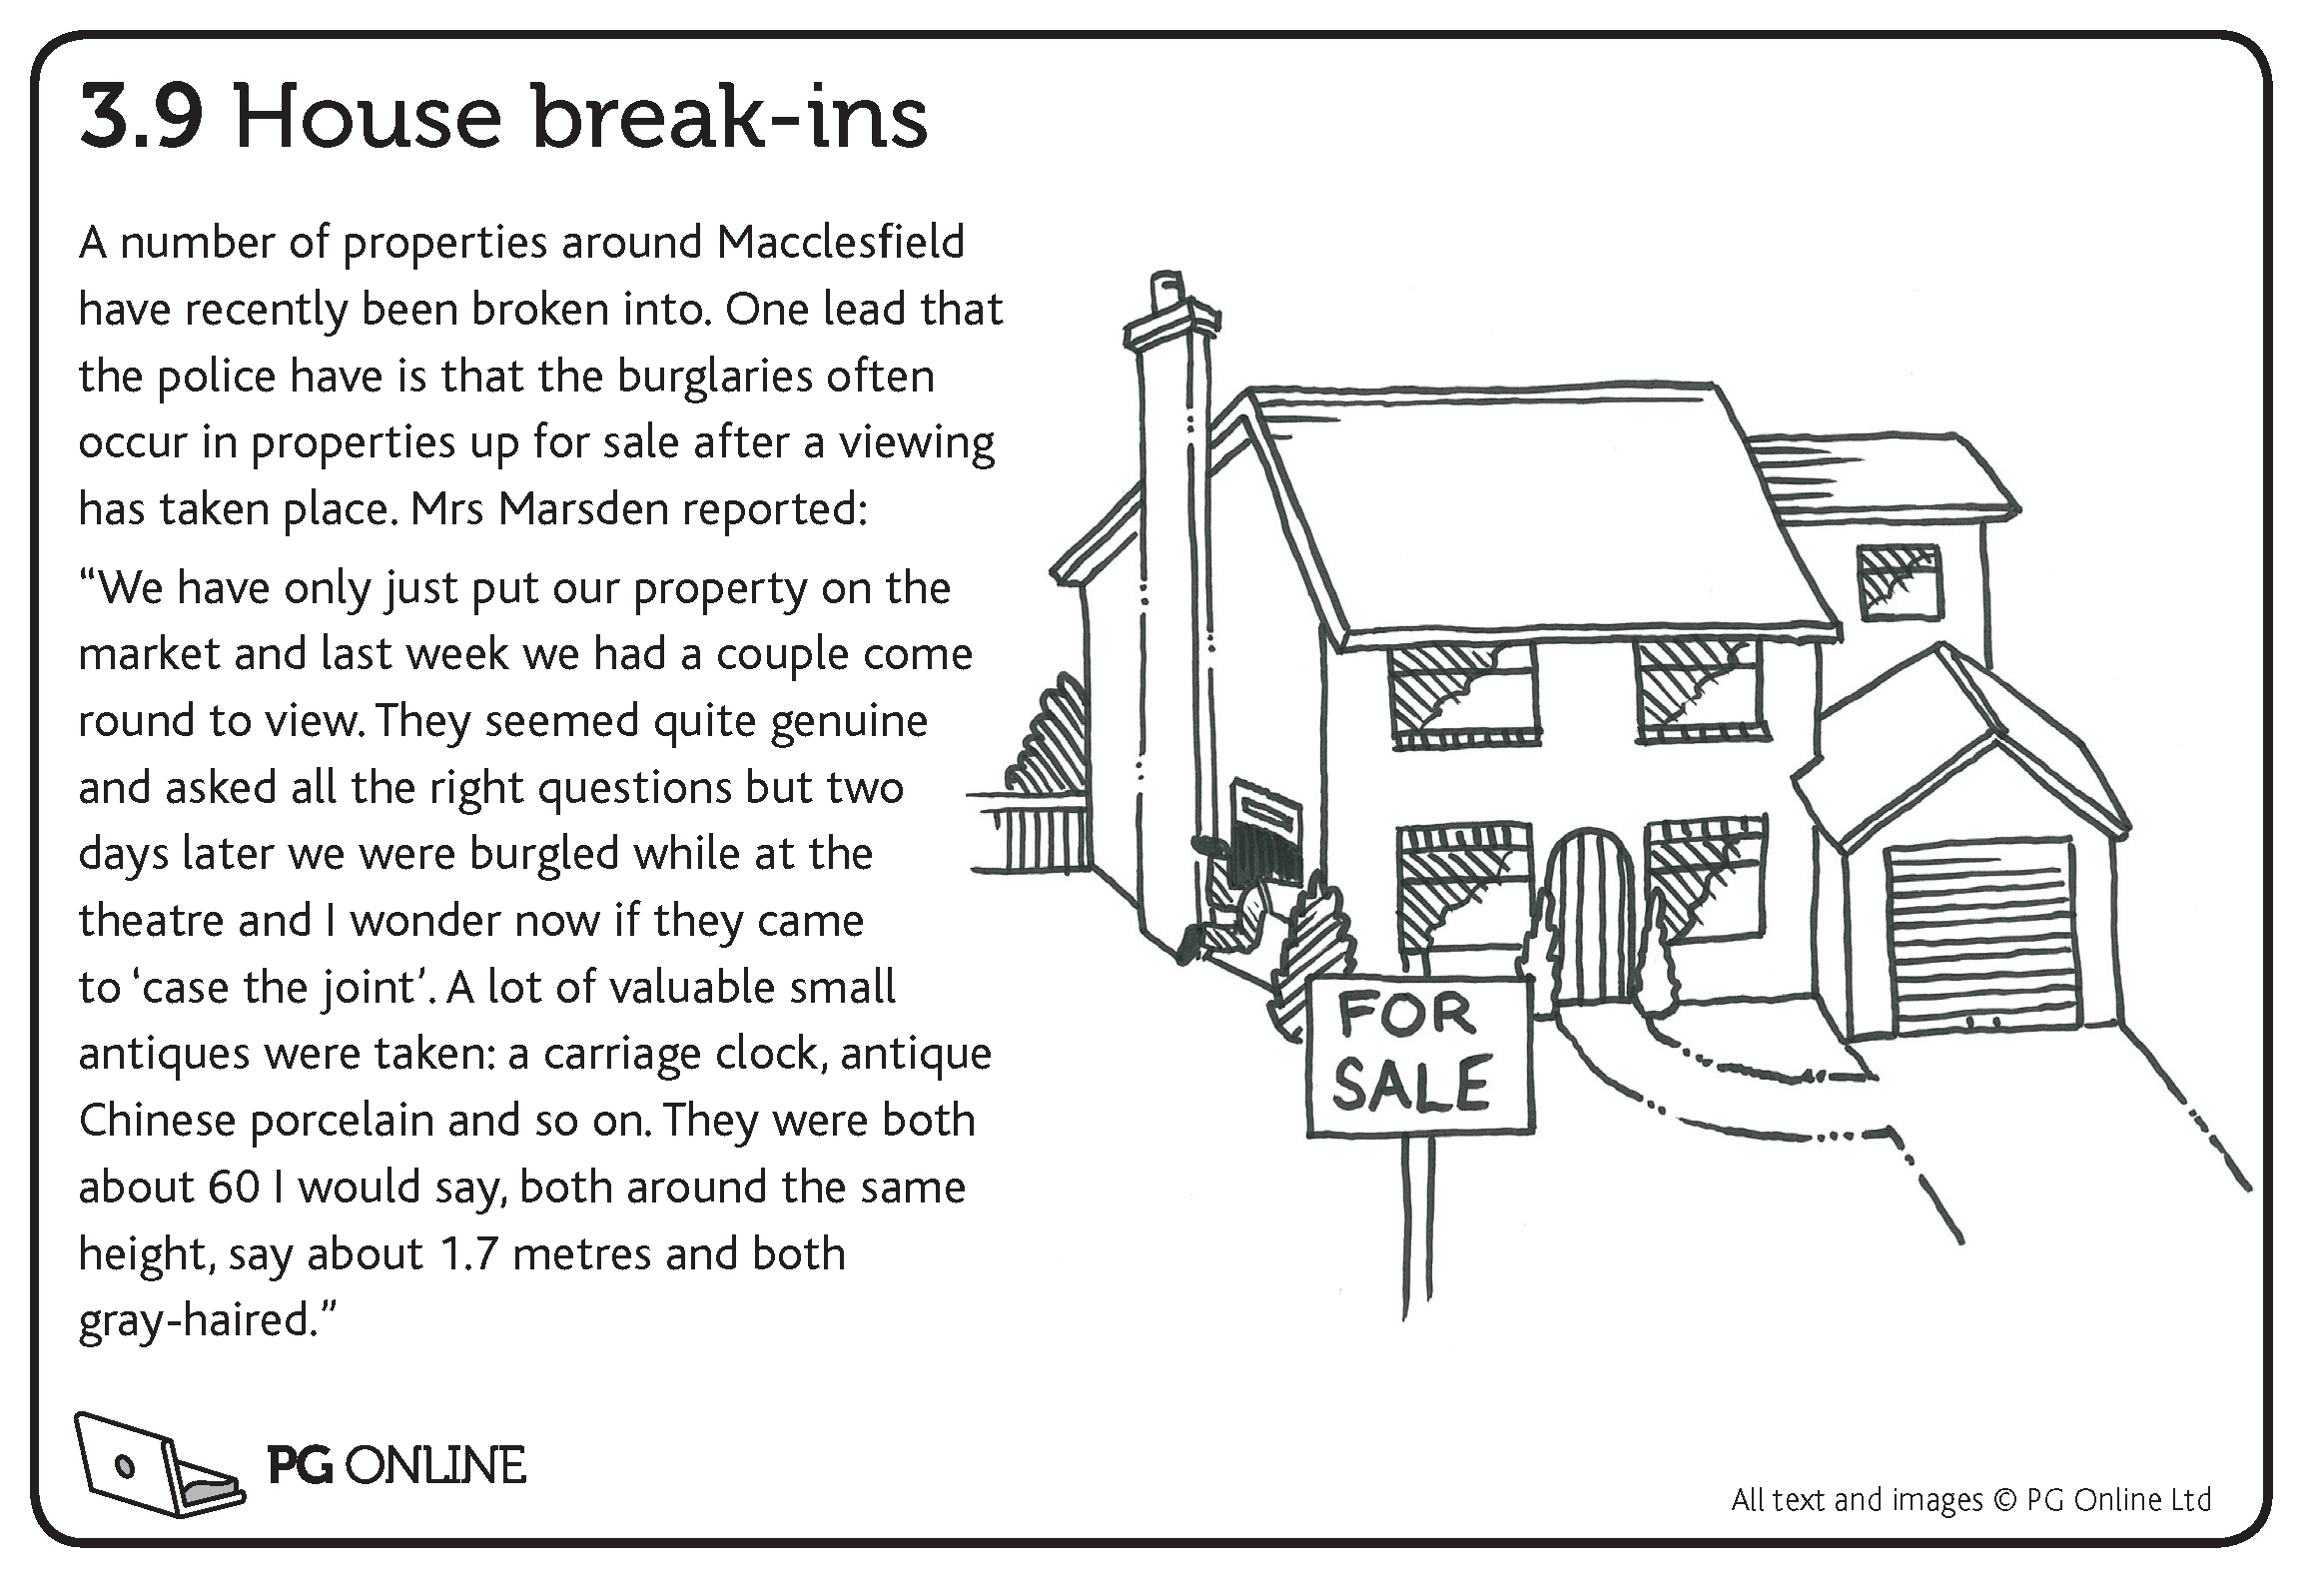 3.9 House break-ins
A number of properties around Macclesfield
have recently been broken into. One lead that
the police have is that the burglaries often
occur in properties up for sale after a viewing
has taken place. Mrs Marsden reported:
“We have only just put our property on the
market and last week we had a couple come
round to view. They seemed quite genuine
and asked all the right questions but two
days later we were burgled while at the
theatre and I wonder now if they came
to ‘case the joint’. A lot of valuable small
antiques were taken: a carriage clock, antique
Chinese porcelain and so on. They were both
about 60 I would say, both around the same
height, say about 1.7 metres and both
gray-haired.”
FOR
SALE
PG ONLINE
All text and images © PG Online Ltd